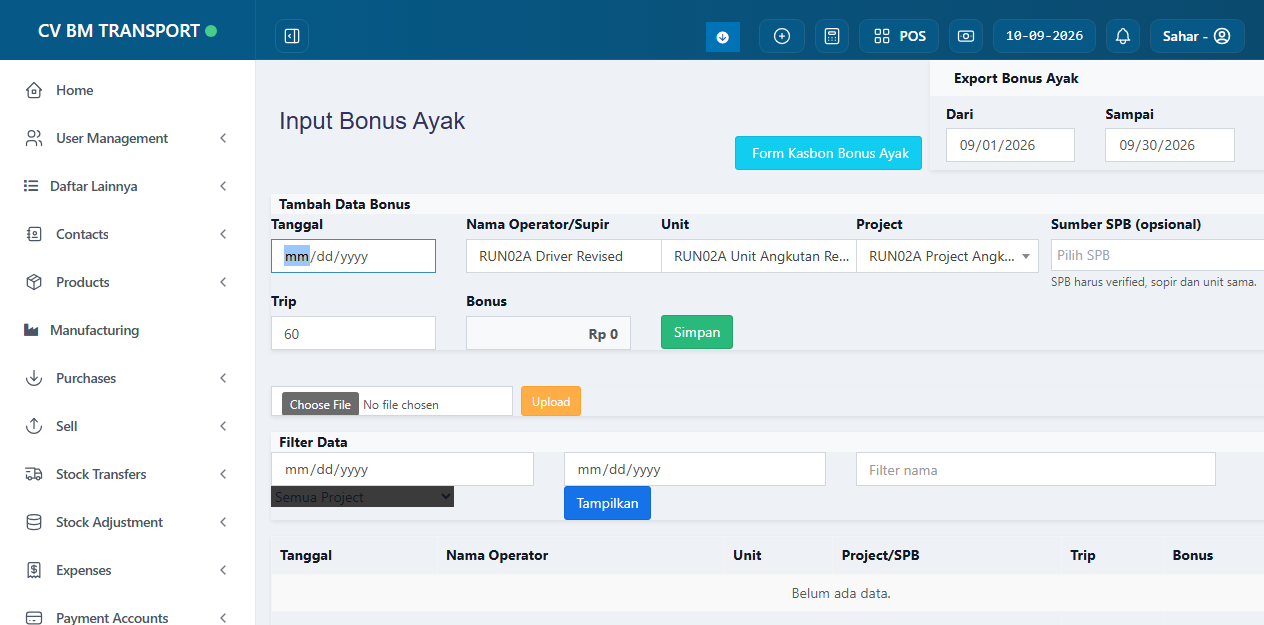 CV BM TRANSPORT
POS
10-09-2026
Sahar -
Home
User Management
Daftar Lainnya
Contacts
Products
Manufacturing
Purchases
Sell
Stock Transfers
Stock Adjustment
Expenses
Payment Accounts
Input Bonus Ayak
Form Kasbon Bonus Ayak
Export Bonus Ayak
Dari Sampai
09/01/2026 09/30/2026
Tambah Data Bonus
Tanggal Nama Operator/Supir Unit Project Sumber SPB (opsional)
mm/dd/yyyy RUN02A Driver Revised RUN02A Unit Angkutan Re... RUN02A Project Angk... Pilih SPB
SPB harus verified, sopir dan unit sama.
Trip Bonus
60 Rp 0 Simpan
Choose File No file chosen Upload
Filter Data
mm/dd/yyyy mm/dd/yyyy Filter nama
Semua Project Tampilkan
Tanggal Nama Operator Unit Project/SPB Trip Bonus
Belum ada data.